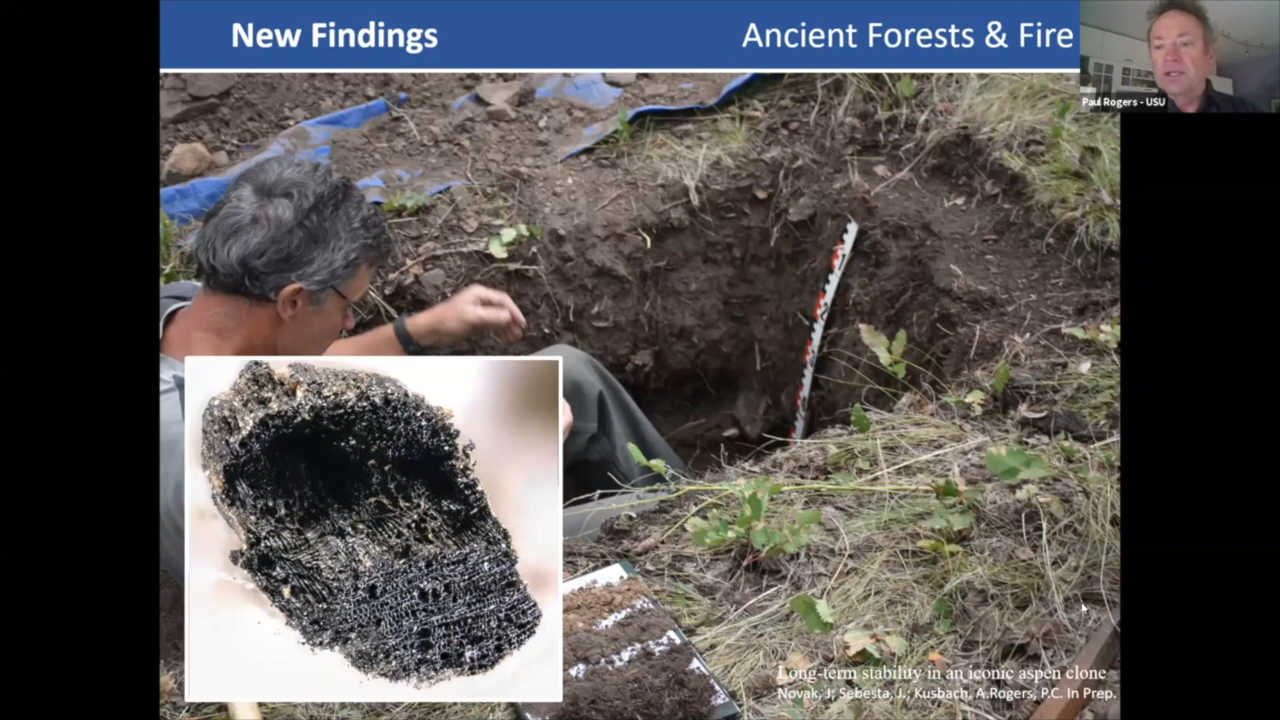 New Findings
Ancient Forests & Fire
Paul Rogers - USU
Long-term stability in an iconic aspen clone
Novak, J; Sebesta, J.; Kusbach, A.Rogers, P.C. In Prep.